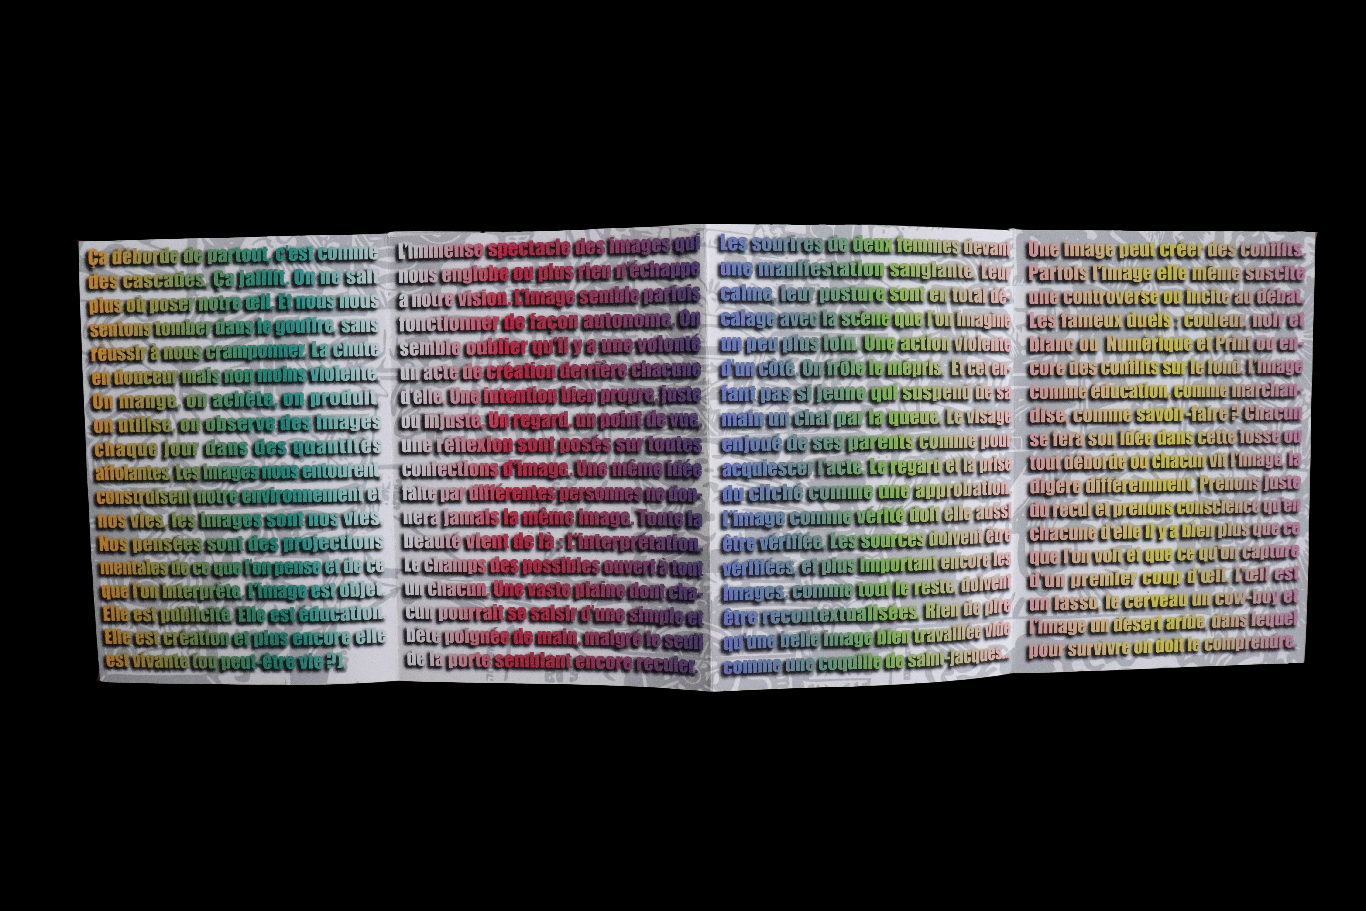 Ça déborde de partout, c'est comme
des cascades. Ça jaillit. On ne sait
plus où poser notre œil. Et nous nous
sentons tomber dans le gouffre, sans
réussir à nous cramponner. La chute
en douceur mais non moins violente.
On mange, on achète, on produit,
on utilise, on observe des images
chaque jour dans des quantités
affolantes. Les images nous entourent,
construisent notre environnement et
nos vies, les images sont nos vies.
Nos pensées sont des projections
mentales de ce que l'on pense et de ce
que l'on interprète. L'image est objet.
Elle est publicité. Elle est éducation.
Elle est création et plus encore elle
est vivante (ou peut-être vie ? ).
L'immense spectacle des images qui
nous englobe où plus rien n'échappe
à notre vision. L'image semble parfois
fonctionner de façon autonome. On
semble oublier qu'il y a une volonté
un acte de création derrière chacune
d'elle. Une intention bien propre, juste
ou injuste. Un regard, un point de vue,
une réflexion sont posés sur toutes
confections d'image. Une même idée
faite par différentes personnes ne don-
nera jamais la même image. Toute la
beauté vient de là : L'interprétation.
Le champs des possibles ouvert à tout
un chacun. Une vaste plaine que cha-
cun pourrait se saisir d'une simple et
bête poignée de main, malgré le seuil
de la porte semblant encore reculer.
Les sourires de deux femmes devant
une manifestation sanglante. Leur
calme, leur posture sont en total dé-
calage avec la scène que l'on imagine
un peu plus loin. Une action violente
d'un côté. Un frôle le mépris. Et cet en-
fant pas si jeune qui suspend de sa
main un chat par la queue. Le visage
enjoué de ses parents comme pour
acquiescer l'acte. Le regard et la prise
du cliché comme une approbation.
L'image comme vérité doit elle aussi
être vérifiée. Les sources doivent être
vérifiées, et plus important encore les
images, comme tout le reste doivent
être recontextualisées. Rien de pire
qu'une belle image bien travaillée vide
comme une coquille de saint-Jacques.
Une image peut créer des conflits.
Parfois l'image elle même suscite
une controverse ou incite au débat.
Les fameux duels : couleur, noir et
blanc ou Numérique et Print ou en-
core des conflits sur le fond, l'image
comme éducation, comme marchan-
dise, comme savoir-faire ? Chacun
se fera son idée dans cette fosse où
tout déborde où chacun vit l'image, la
digère différemment. Prenons juste
du recul et prenons conscience qu'en
chacune d'elle il y a bien plus que ce
que l'on voit et que ce qu'on capture
d'un premier coup d'œil. L'œil est
un lasso, le cerveau un cow-boy et
l'image un désert aride dans lequel
pour survivre on doit le comprendre.